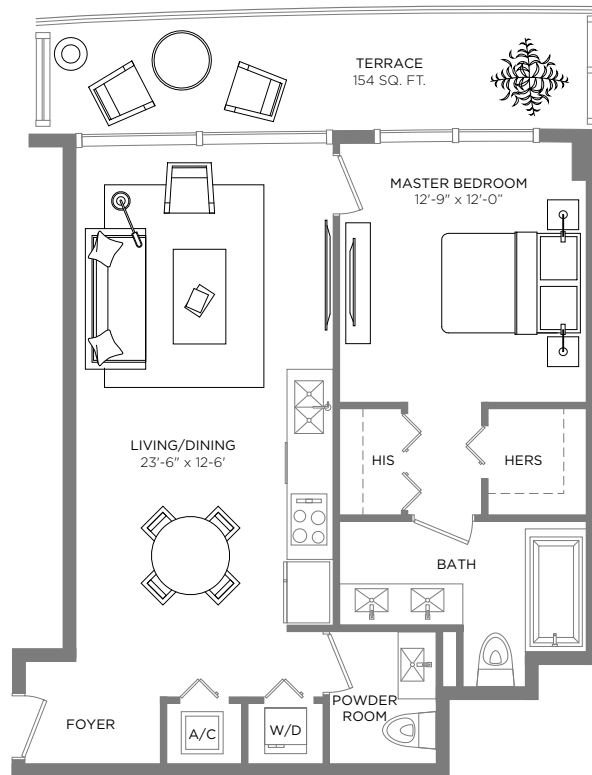 TERRACE
154 SQ. FT.
MASTER BEDROOM
12'-9" x 12'-0"
LIVING/DINING
23'-6" x 12-6'
HIS
HERS
BATH
POWDER
ROOM
FOYER
A/C
W/D